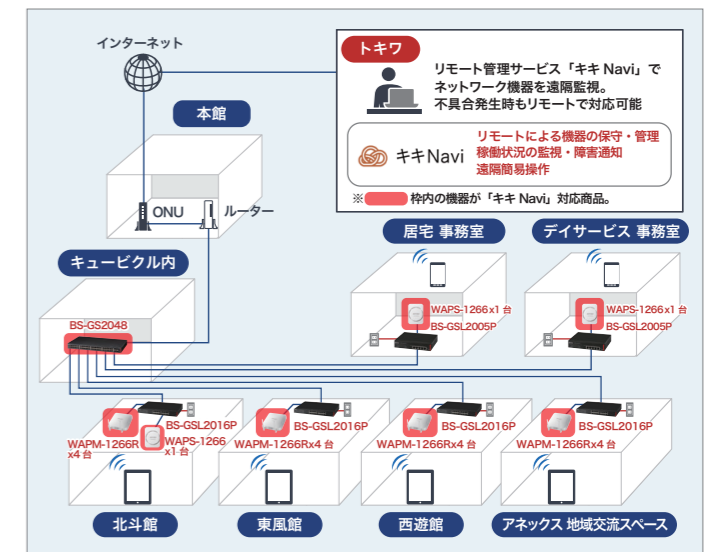 インターネット
トキワ
リモート管理サービス「キキ Navi」で
ネットワーク機器を遠隔監視。
不具合発生時もリモートで対応可能
キキ Navi
リモートによる機器の保守・管理
稼働状況の監視・障害通知
遠隔簡易操作
※枠内の機器が「キキ Navi」対応商品。
本館
ONU
ルーター
キュービクル内
BS-GS2048
居宅 事務室
WAPS-1266 x1 台
BS-GSL2005P
デイサービス 事務室
WAPS-1266 x1 台
BS-GSL2005P
BS-GSL2016P
WAPM-1266R
x4 台
WAPS-1266
x1 台
北斗館
BS-GSL2016P
WAPM-1266Rx4 台
東風館
BS-GSL2016P
WAPM-1266Rx4 台
西遊館
BS-GSL2016P
WAPM-1266Rx4 台
アネックス 地域交流スペース